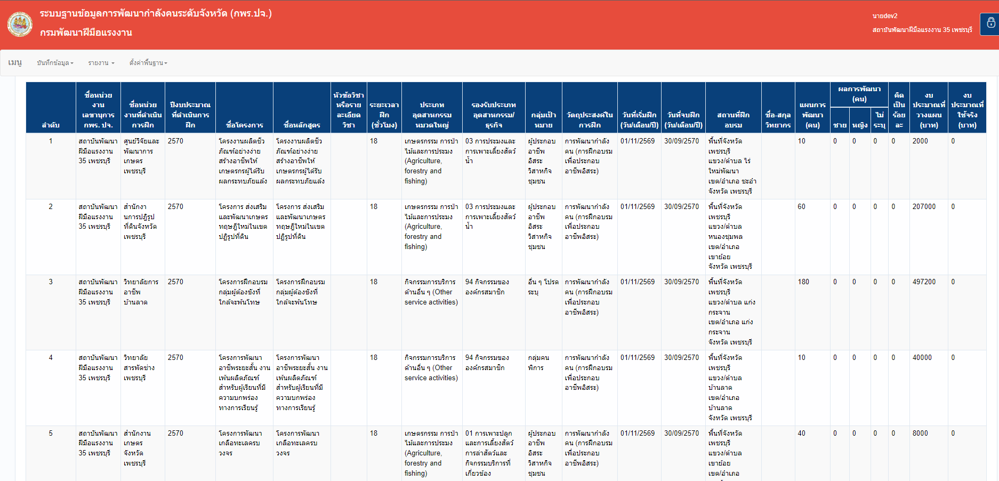 ระบบฐานข้อมูลการพัฒนากำลังคนระดับจังหวัด (กพร.ปจ.)
กรมพัฒนาฝีมือแรงงาน
นายdev2
สถาบันพัฒนาฝีมือแรงงาน 35 เพชรบุรี
เมนู บันทึกข้อมูล รายงาน ตั้งค่าพื้นฐาน
ลำดับ
ชื่อหน่วย
งาน
เลขานุการ
กพร. ปจ.
ชื่อหน่วย
งานที่ดำเนิน
การฝึก
ปีงบประมาณ
ที่ดำเนินการ
ฝึก
ชื่อโครงการ
ชื่อหลักสูตร
หัวข้อวิชา
หรือราย
ละเอียด
วิชา
ระยะเวลา
ฝึก
(ชั่วโมง)
ประเภท
อุตสาหกรรม
หมวดใหญ่
รองรับประเภท
อุตสาหกรรม/
ธุรกิจ
กลุ่มเป้า
หมาย
วัตถุประสงค์ใน
การฝึก
วันที่เริ่มฝึก
(วัน/เดือน/ปี)
วันที่จบฝึก
(วัน/เดือน/ปี)
สถานที่ฝึก
อบรม
ชื่อ-สกุล
วิทยากร
แผนการ
พัฒนา
(คน)
ผลการพัฒนา
(คน)
ชาย
หญิง
ไม่
ระบุ
คิด
เป็น
ร้อย
ละ
งบ
ประมาณที่
วางแผน
(บาท)
งบ
ประมาณที่
ใช้จริง
(บาท)
1
สถาบันพัฒนา
ฝีมือแรงงาน
35 เพชรบุรี
ศูนย์วิจัยและ
พัฒนาการ
เกษตร
เพชรบุรี
2570
โครงงานผลิตชีว
ภัณฑ์อย่างง่าย
สร้างอาชีพให้
เกษตรกรผู้ได้รับ
ผลกระทบภัยแล้ง
โครงงานผลิตชีว
ภัณฑ์อย่างง่าย
สร้างอาชีพให้
เกษตรกรผู้ได้รับ
ผลกระทบภัยแล้ง
18
เกษตรกรรม การป่า
ไม้และการประมง
(Agriculture,
forestry and
fishing)
03 การประมงและ
การเพาะเลี้ยงสัตว์
น้ำ
ผู้ประกอบ
อาชีพ
อิสระ
วิสาหกิจ
ชุมชน
การพัฒนากำลัง
คน (การฝึกอบรม
เพื่อประกอบ
อาชีพอิสระ)
01/11/2569
30/09/2570
พื้นที่จังหวัด
เพชรบุรี
แขวง/ตำบล ไร่
ใหม่พัฒนา
เขต/อำเภอ ชะอำ
จังหวัด เพชรบุรี
10
0
0
0
0
2000
0
2
สถาบันพัฒนา
ฝีมือแรงงาน
35 เพชรบุรี
สำนักงา
นการปฏิรูป
ที่ดินจังหวัด
เพชรบุรี
2570
โครงการ ส่งเสริม
และพัฒนาเกษตร
ทฤษฎีใหม่ในเขต
ปฏิรูปที่ดิน
โครงการ ส่งเสริม
และพัฒนาเกษตร
ทฤษฎีใหม่ในเขต
ปฏิรูปที่ดิน
18
เกษตรกรรม การป่า
ไม้และการประมง
(Agriculture,
forestry and
fishing)
03 การประมงและ
การเพาะเลี้ยงสัตว์
น้ำ
ผู้ประกอบ
อาชีพ
อิสระ
วิสาหกิจ
ชุมชน
การพัฒนากำลัง
คน (การฝึกอบรม
เพื่อประกอบ
อาชีพอิสระ)
01/11/2569
30/09/2570
พื้นที่จังหวัด
เพชรบุรี
แขวง/ตำบล
หนองชุมพล
เขต/อำเภอ
เขาย้อย
จังหวัด เพชรบุรี
60
0
0
0
0
207000
0
3
สถาบันพัฒนา
ฝีมือแรงงาน
35 เพชรบุรี
วิทยาลัยการ
อาชีพ
บ้านลาด
2570
โครงการฝึกอบรม
กลุ่มผู้ต้องขังที่
ใกล้จะพ้นโทษ
โครงการฝึกอบรม
กลุ่มผู้ต้องขังที่
ใกล้จะพ้นโทษ
18
กิจกรรมการบริการ
ด้านอื่น ๆ (Other
service activities)
94 กิจกรรมของ
องค์กรสมาชิก
อื่น ๆ โปรด
ระบุ
การพัฒนากำลัง
คน (การฝึกอบรม
เพื่อประกอบ
อาชีพอิสระ)
01/11/2569
30/09/2570
พื้นที่จังหวัด
เพชรบุรี
แขวง/ตำบล แก่ง
กระจาน
เขต/อำเภอ แก่ง
กระจาน
จังหวัด เพชรบุรี
180
0
0
0
0
497200
0
4
สถาบันพัฒนา
ฝีมือแรงงาน
35 เพชรบุรี
วิทยาลัย
สารพัดช่าง
เพชรบุรี
2570
โครงการพัฒนา
อาชีพระยะสั้น งาน
เพ้นผลิตภัณฑ์
สำหรับผู้เรียนที่มี
ความบกพร่อง
ทางการเรียนรู้
โครงการพัฒนา
อาชีพระยะสั้น งาน
เพ้นผลิตภัณฑ์
สำหรับผู้เรียนที่มี
ความบกพร่อง
ทางการเรียนรู้
18
กิจกรรมการบริการ
ด้านอื่น ๆ (Other
service activities)
94 กิจกรรมของ
องค์กรสมาชิก
กลุ่มคน
พิการ
การพัฒนากำลัง
คน (การฝึกอบรม
เพื่อประกอบ
อาชีพอิสระ)
01/11/2569
30/09/2570
พื้นที่จังหวัด
เพชรบุรี
แขวง/ตำบล
บ้านลาด
เขต/อำเภอ
บ้านลาด
จังหวัด เพชรบุรี
10
0
0
0
0
40000
0
5
สถาบันพัฒนา
ฝีมือแรงงาน
35 เพชรบุรี
สำนักงาน
เกษตร
จังหวัด
เพชรบุรี
2570
โครงการพัฒนา
เกลือทะเลครบ
วงจร
โครงการพัฒนา
เกลือทะเลครบ
วงจร
18
เกษตรกรรม การป่า
ไม้และการประมง
(Agriculture,
forestry and
fishing)
01 การเพาะปลูก
และการเลี้ยงสัตว์
การล่าสัตว์และ
กิจกรรมบริการที่
เกี่ยวข้อง
ผู้ประกอบ
อาชีพ
อิสระ
วิสาหกิจ
ชุมชน
การพัฒนากำลัง
คน (การฝึกอบรม
เพื่อประกอบ
อาชีพอิสระ)
01/11/2569
30/09/2570
พื้นที่จังหวัด
เพชรบุรี
แขวง/ตำบล
เขาย้อย
เขต/อำเภอ
40
0
0
0
0
8000
0